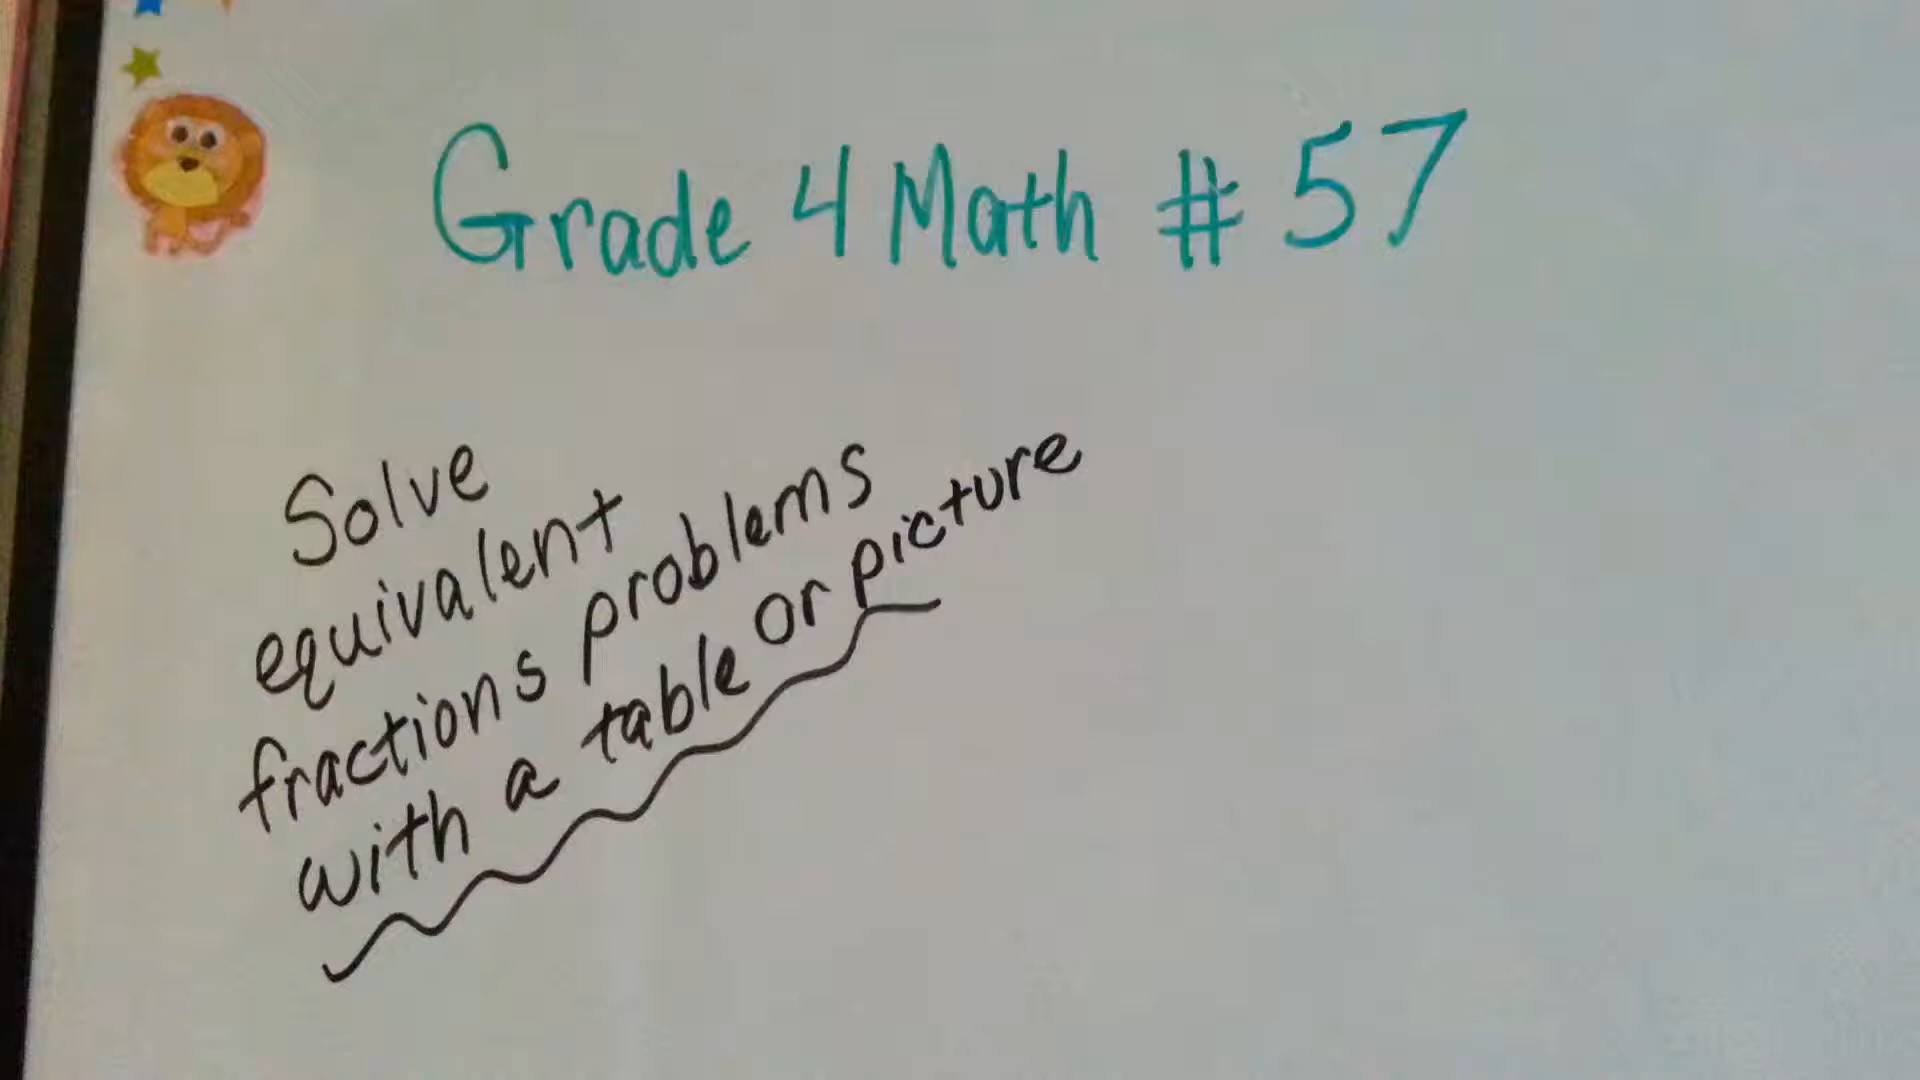 Grade 4 Math # 57
Solve
equivalent
fractions problems
with a table or picture